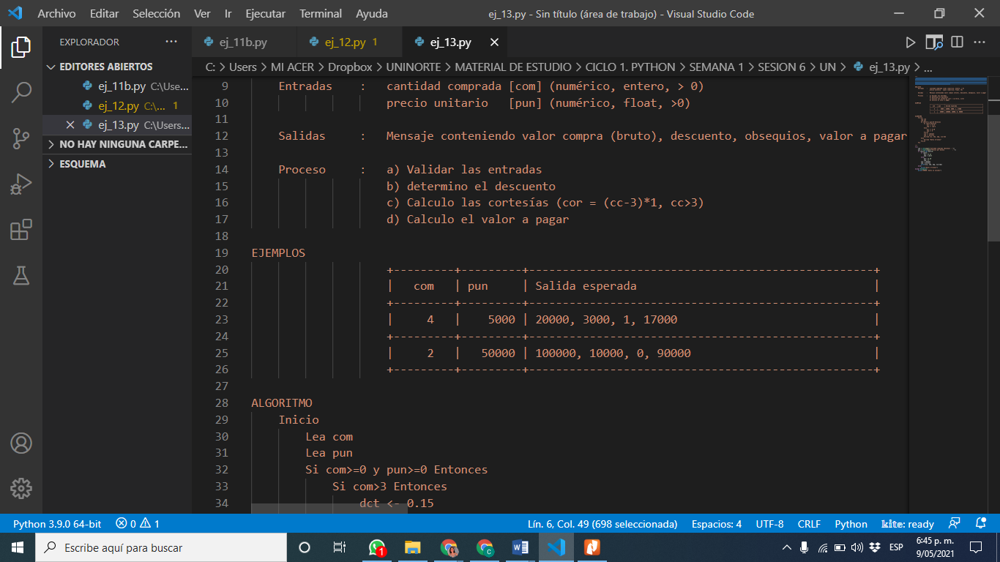 Archivo Editar Selección Ver Ir Ejecutar Terminal Ayuda ej_13.py - Sin título (área de trabajo) - Visual Studio Code
EXPLORADOR ej_11b.py ej_12.py 1 ej_13.py
EDITORES ABIERTOS
ej_11b.py C:\Use...
ej_12.py C:\... 1
ej_13.py C:\Users...
NO HAY NINGUNA CARPE...
ESQUEMA
C: > Users > MI ACER > Dropbox > UNINORTE > MATERIAL DE ESTUDIO > CICLO 1. PYTHON > SEMANA 1 > SESION 6 > UN > ej_13.py > ...
9 Entradas : cantidad comprada [com] (numérico, entero, > 0)
10 precio unitario [pun] (numérico, float, >0)
11
12 Salidas : Mensaje conteniendo valor compra (bruto), descuento, obsequios, valor a pagar
13
14 Proceso : a) Validar las entradas
15 b) determino el descuento
16 c) Calculo las cortesías (cor = (cc-3)*1, cc>3)
17 d) Calculo el valor a pagar
18
19 EJEMPLOS
20 +---------+---------+---------------------------------------------------+
21 | com | pun | Salida esperada |
22 +---------+---------+---------------------------------------------------+
23 | 4 | 5000 | 20000, 3000, 1, 17000 |
24 +---------+---------+---------------------------------------------------+
25 | 2 | 50000 | 100000, 10000, 0, 90000 |
26 +---------+---------+---------------------------------------------------+
27
28 ALGORITMO
29 Inicio
30 Lea com
31 Lea pun
32 Si com>=0 y pun>=0 Entonces
33 Si com>3 Entonces
34 dct <- 0.15
Python 3.9.0 64-bit 0 1 Lín. 6, Col. 49 (698 seleccionada) Espacios: 4 UTF-8 CRLF Python kite: ready
Escribe aquí para buscar 1 ESP 6:45 p. m.
9/05/2021